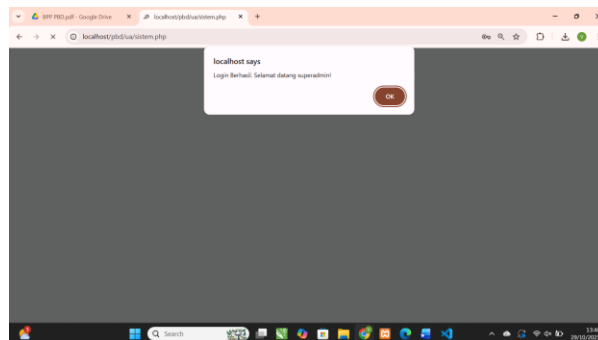 BPP PBD.pdf - Google Drive
localhost/pbd/ua/sistem.php
localhost/pbd/ua/sistem.php
localhost says
Login Berhasil. Selamat datang superadmin!
OK
Search